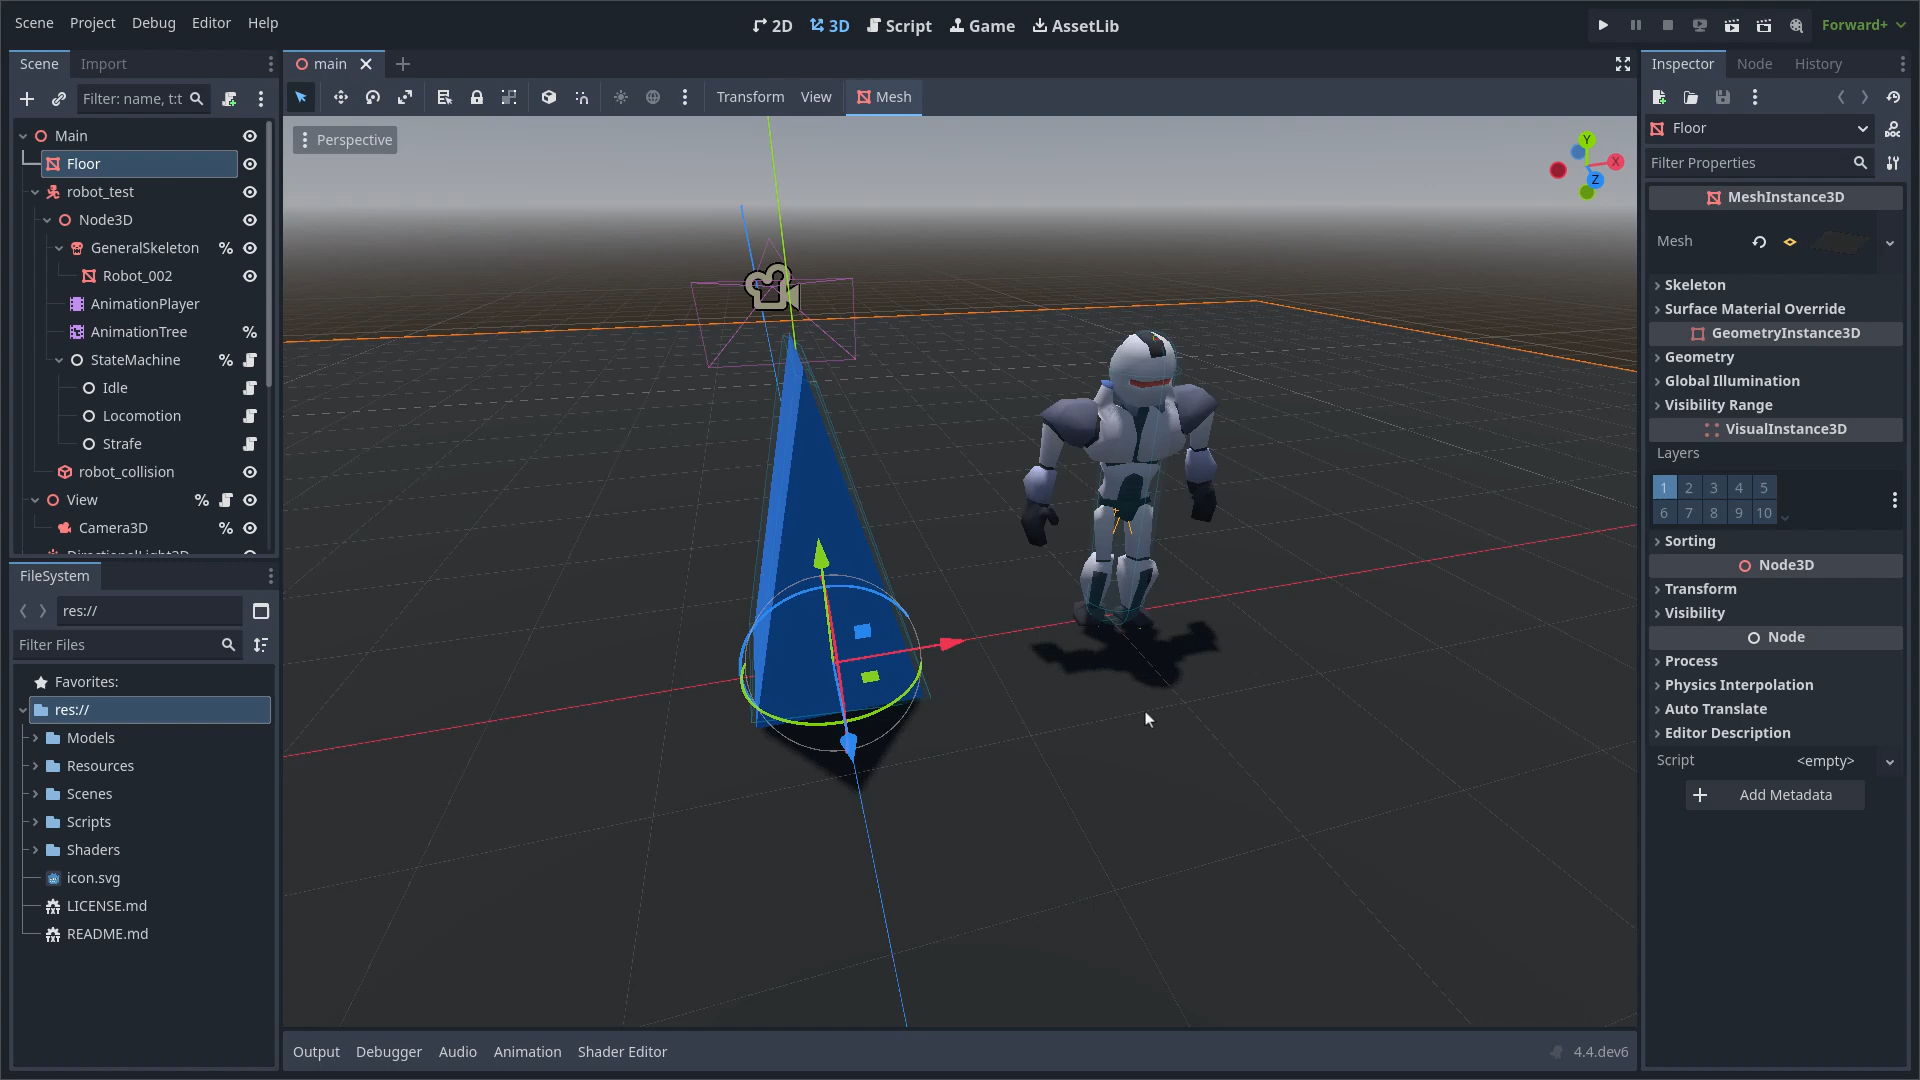 Scene Project Debug Editor Help
2D 3D Script Game AssetLib
Forward+
Scene Import
Filter: name, t:t
Main
Floor
robot_test
Node3D
GeneralSkeleton %
Robot_002
AnimationPlayer
AnimationTree %
StateMachine %
Idle
Locomotion
Strafe
robot_collision
View %
Camera3D %
DirectionalLight3D
FileSystem
res://
Filter Files
Favorites:
res://
Models
Resources
Scenes
Scripts
Shaders
icon.svg
LICENSE.md
README.md
main
Transform View Mesh
Perspective
Y
X
Z
Output Debugger Audio Animation Shader Editor
4.4.dev6
Inspector Node History
Floor
Filter Properties
MeshInstance3D
Mesh
Skeleton
Surface Material Override
GeometryInstance3D
Geometry
Global Illumination
Visibility Range
VisualInstance3D
Layers
1 2 3 4 5
6 7 8 9 10
Sorting
Node3D
Transform
Visibility
Node
Process
Physics Interpolation
Auto Translate
Editor Description
Script <empty>
Add Metadata